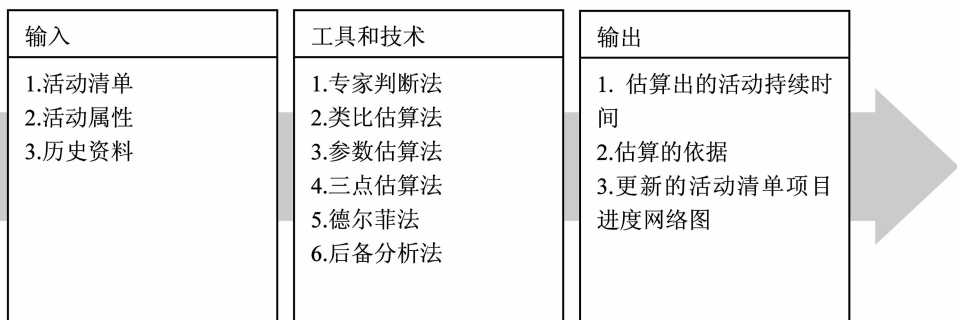 输入
1.活动清单
2.活动属性
3.历史资料
工具和技术
1.专家判断法
2.类比估算法
3.参数估算法
4.三点估算法
5.德尔菲法
6.后备分析法
输出
1. 估算出的活动持续时
间
2.估算的依据
3.更新的活动清单项目
进度网络图